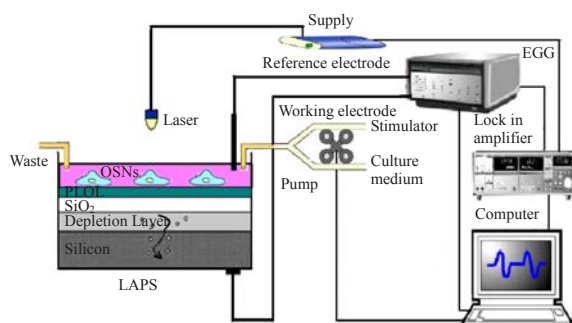 Supply
Reference electrode
EGG
Laser
Working electrode
Stimulator
Lock in
amplifier
Waste
OSNs
Culture
medium
Pump
PLOL
SiO2
Depletion Layer
Computer
Silicon
LAPS